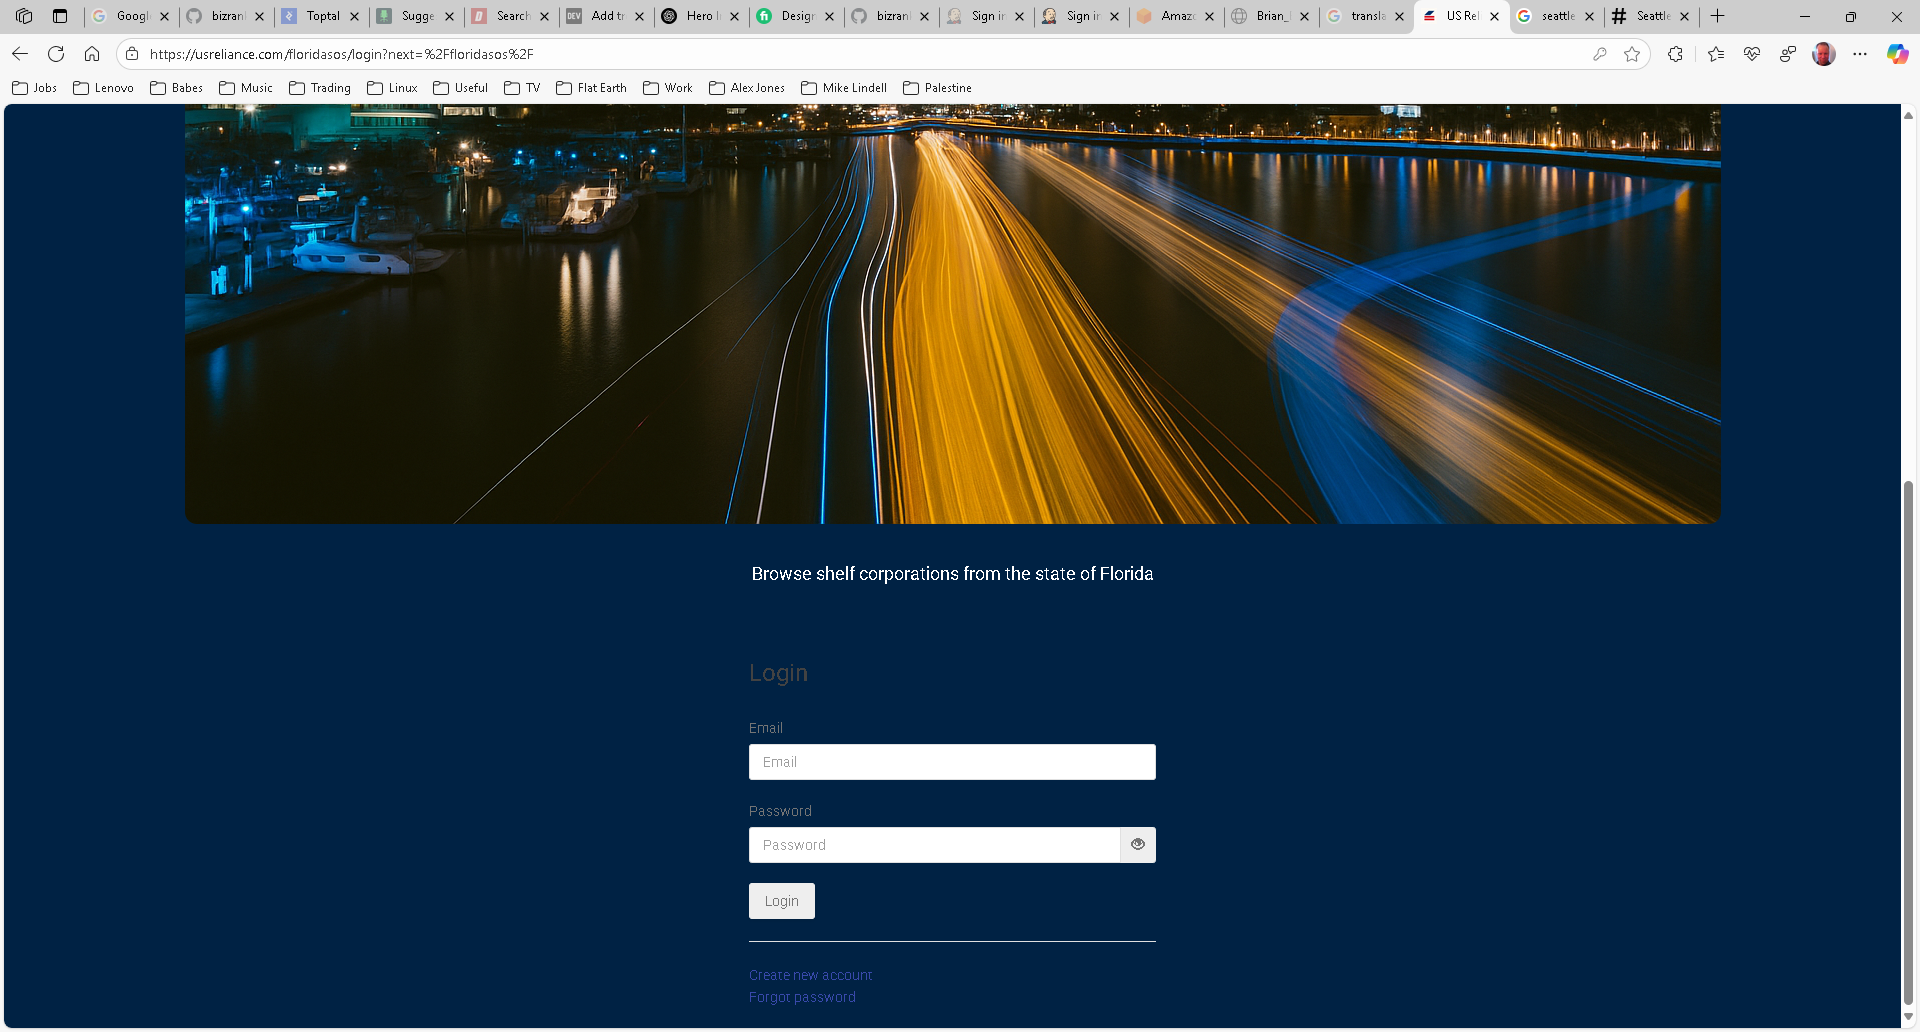 Googl
bizran
Toptal
Sugge
Search
DEV
Add tr
Hero I
Design
bizran
Sign in
Sign in
Amazo
Brian_
transla
US Rel
seattle
Seattle
https://usreliance.com/floridasos/login?next=%2Ffloridasos%2F
Jobs
Lenovo
Babes
Music
Trading
Linux
Useful
TV
Flat Earth
Work
Alex Jones
Mike Lindell
Palestine
Browse shelf corporations from the state of Florida
Login
Email
Email
Password
Password
Login
Create new account
Forgot password